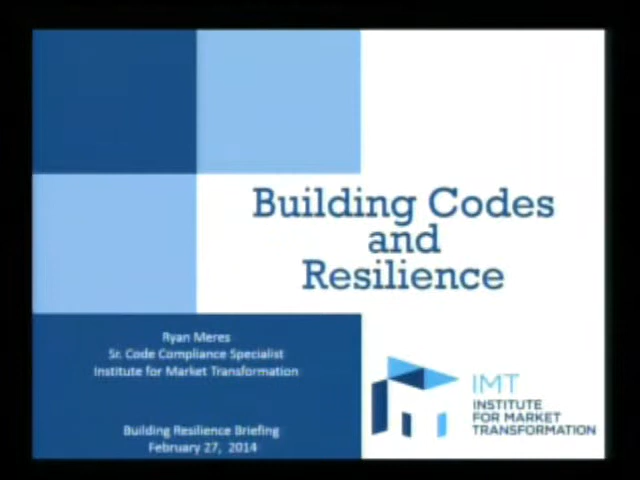 Building Codes
and
Resilience
Ryan Meres
Sr. Code Compliance Specialist
Institute for Market Transformation
Building Resilience Briefing
February 27, 2014
IMT
INSTITUTE
FOR MARKET
TRANSFORMATION